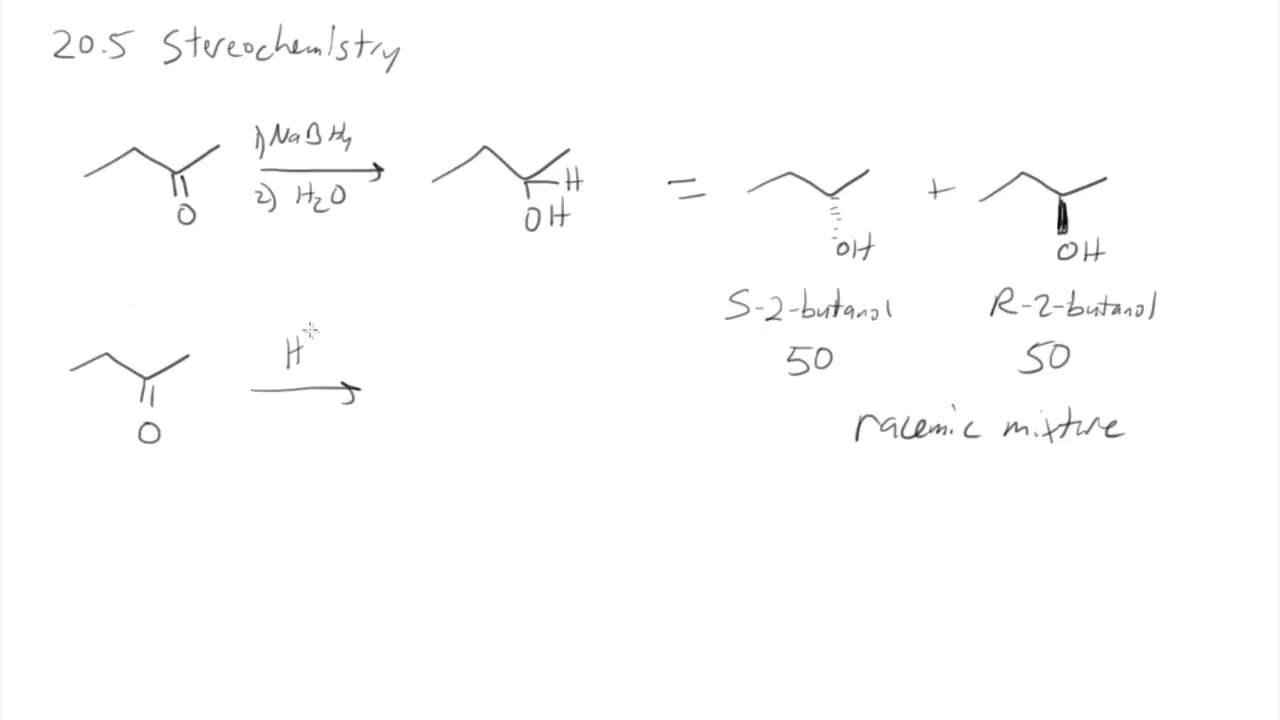 20.5 Stereochemistry
1) NaBH4
2) H2O
O
H
OH
=
OH
+
OH
S-2-butanol
R-2-butanol
50
50
racemic mixture
H+
O